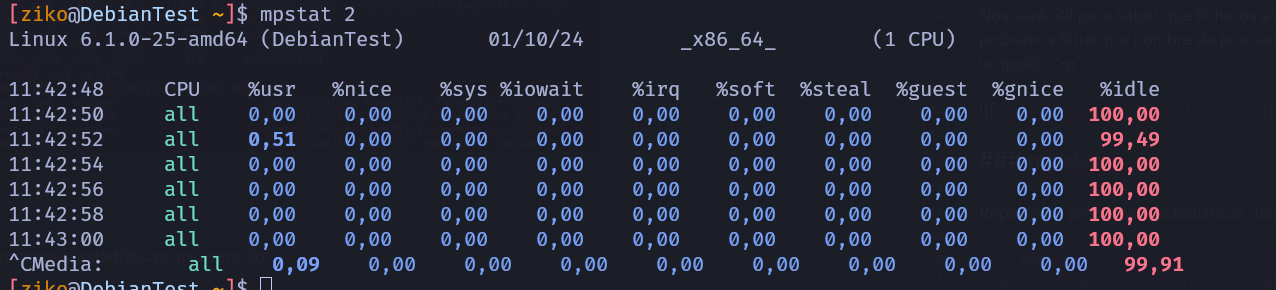 [ziko@DebianTest ~]$ mpstat 2
Linux 6.1.0-25-amd64 (DebianTest) 01/10/24 _x86_64_ (1 CPU)
11:42:48 CPU %usr %nice %sys %iowait %irq %soft %steal %guest %gnice %idle
11:42:50 all 0,00 0,00 0,00 0,00 0,00 0,00 0,00 0,00 0,00 100,00
11:42:52 all 0,51 0,00 0,00 0,00 0,00 0,00 0,00 0,00 0,00 99,49
11:42:54 all 0,00 0,00 0,00 0,00 0,00 0,00 0,00 0,00 0,00 100,00
11:42:56 all 0,00 0,00 0,00 0,00 0,00 0,00 0,00 0,00 0,00 100,00
11:42:58 all 0,00 0,00 0,00 0,00 0,00 0,00 0,00 0,00 0,00 100,00
11:43:00 all 0,00 0,00 0,00 0,00 0,00 0,00 0,00 0,00 0,00 100,00
^CMedia: all 0,09 0,00 0,00 0,00 0,00 0,00 0,00 0,00 0,00 99,91
[ziko@DebianTest ~]$